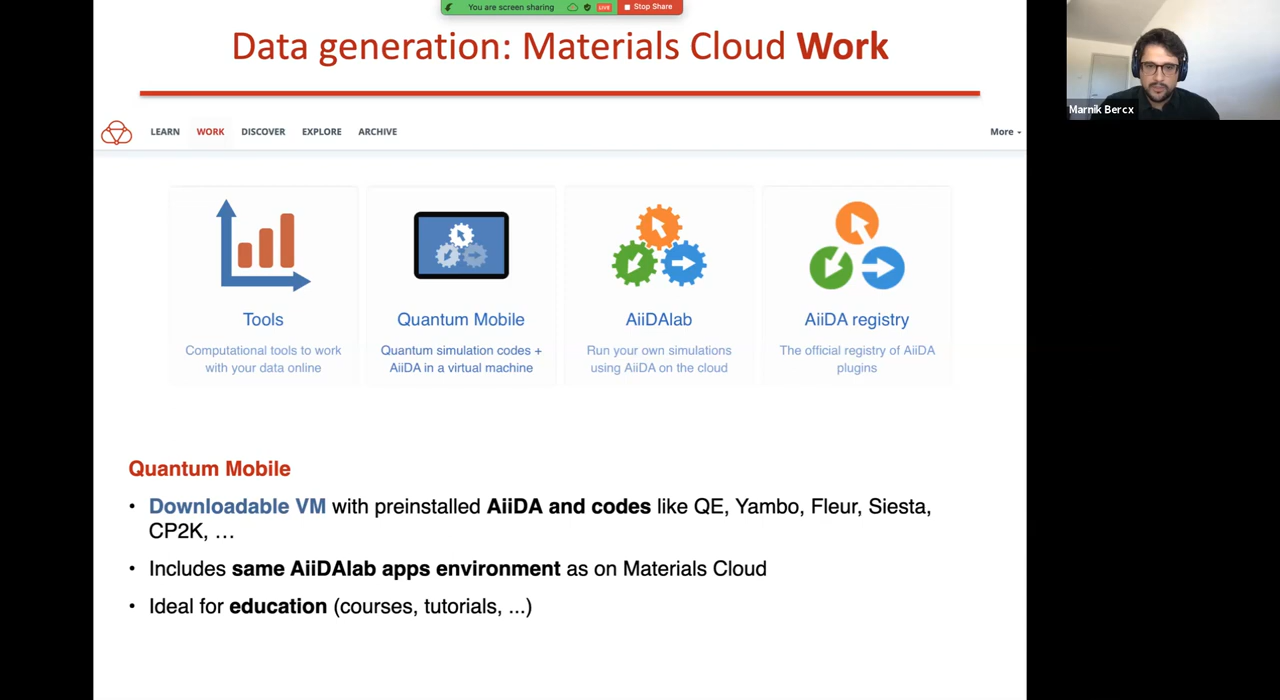 You are screen sharing
LIVE
Stop Share
Data generation: Materials Cloud Work
Marnik Bercx
LEARN WORK DISCOVER EXPLORE ARCHIVE More
Tools
Computational tools to work
with your data online
Quantum Mobile
Quantum simulation codes +
AiiDA in a virtual machine
AiiDAlab
Run your own simulations
using AiiDA on the cloud
AiiDA registry
The official registry of AiiDA
plugins
Quantum Mobile
• Downloadable VM with preinstalled AiiDA and codes like QE, Yambo, Fleur, Siesta,
CP2K, …
• Includes same AiiDAlab apps environment as on Materials Cloud
• Ideal for education (courses, tutorials, ...)